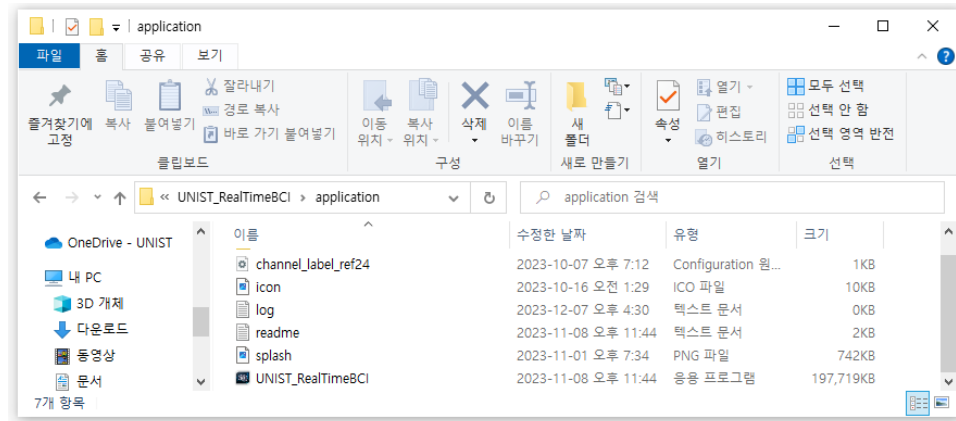 application
파일 홈 공유 보기
즐겨찾기에 고정
복사
붙여넣기
잘라내기
경로 복사
바로 가기 붙여넣기
클립보드
이동 위치
복사 위치
삭제
이름 바꾸기
구성
새 폴더
새로 만들기
속성
열기
편집
히스토리
열기
모두 선택
선택 안 함
선택 영역 반전
선택
« UNIST_RealTimeBCI › application
application 검색
OneDrive - UNIST
내 PC
3D 개체
다운로드
동영상
문서
이름 수정한 날짜 유형 크기
channel_label_ref24 2023-10-07 오후 7:12 Configuration 원... 1KB
icon 2023-10-16 오전 1:29 ICO 파일 10KB
log 2023-12-07 오후 4:30 텍스트 문서 0KB
readme 2023-11-08 오후 11:44 텍스트 문서 2KB
splash 2023-11-01 오후 7:34 PNG 파일 742KB
UNIST_RealTimeBCI 2023-11-08 오후 11:44 응용 프로그램 197,719KB
7개 항목